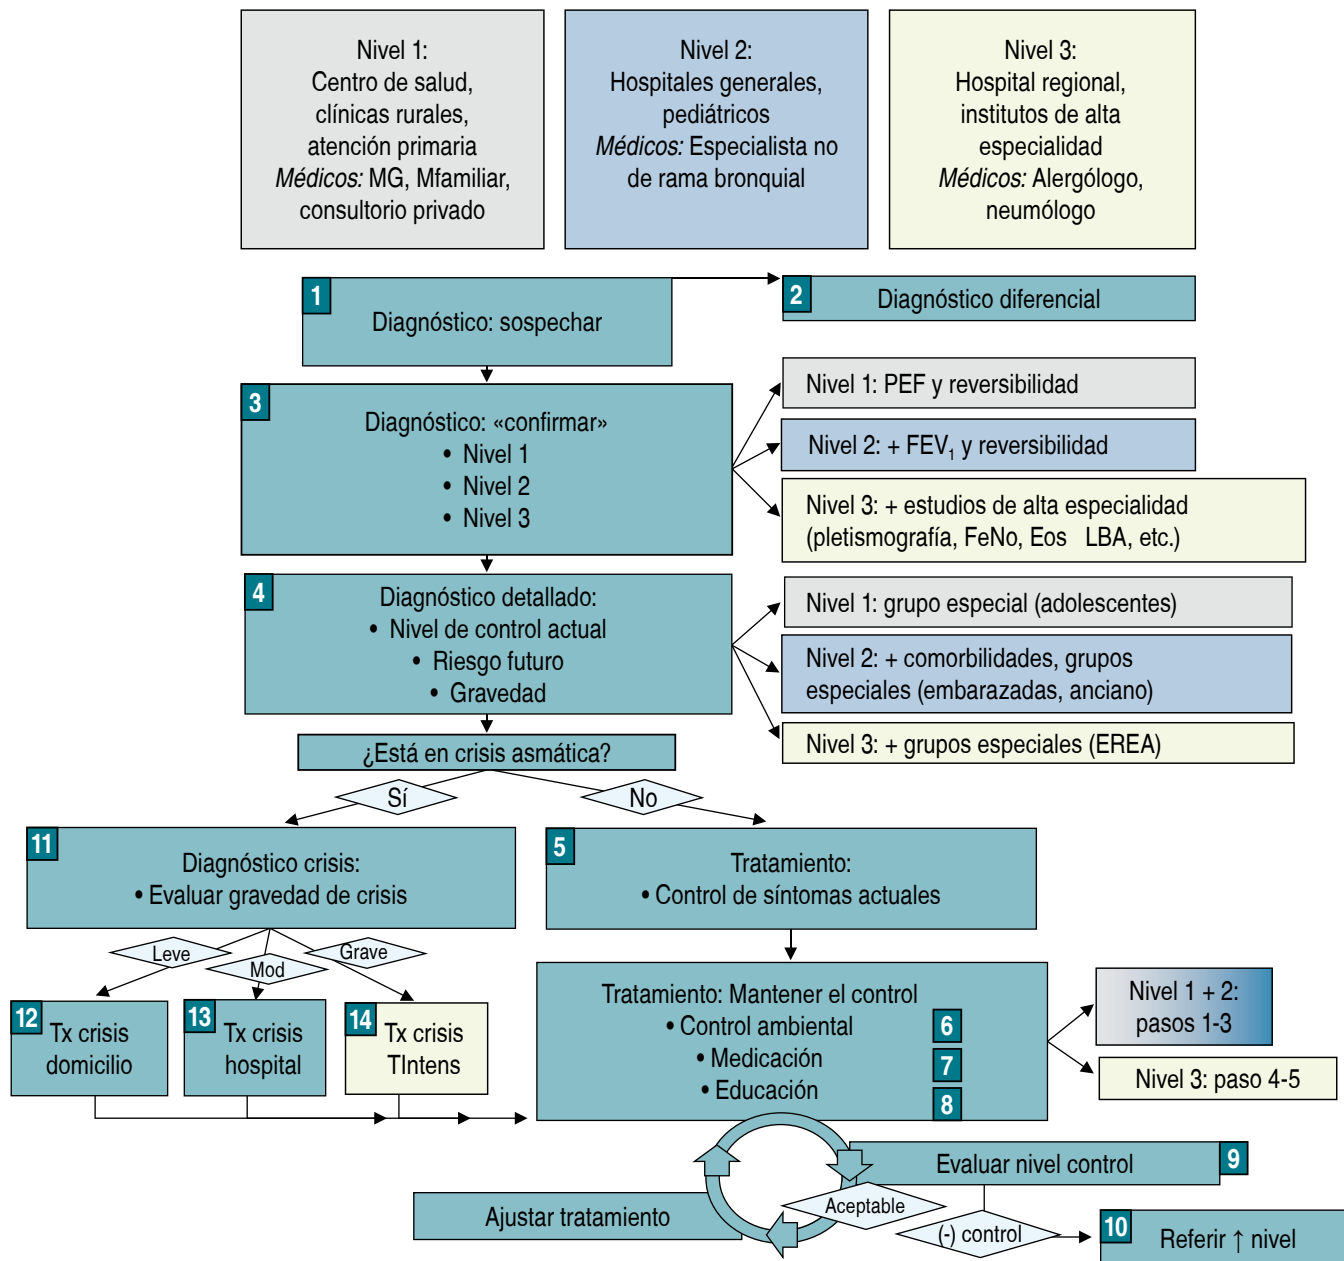 Nivel 1:
Centro de salud,
clínicas rurales,
atención primaria
Médicos: MG, Mfamiliar,
consultorio privado
Nivel 2:
Hospitales generales,
pediátricos
Médicos: Especialista no
de rama bronquial
Nivel 3:
Hospital regional,
institutos de alta
especialidad
Médicos: Alergólogo,
neumólogo
1
Diagnóstico: sospechar
2
Diagnóstico diferencial
3
Diagnóstico: «confirmar»
• Nivel 1
• Nivel 2
• Nivel 3
Nivel 1: PEF y reversibilidad
Nivel 2: + FEV₁ y reversibilidad
Nivel 3: + estudios de alta especialidad
(pletismografía, FeNo, Eos LBA, etc.)
4
Diagnóstico detallado:
• Nivel de control actual
• Riesgo futuro
• Gravedad
Nivel 1: grupo especial (adolescentes)
Nivel 2: + comorbilidades, grupos
especiales (embarazadas, anciano)
Nivel 3: + grupos especiales (EREA)
¿Está en crisis asmática?
Sí
No
11
Diagnóstico crisis:
• Evaluar gravedad de crisis
5
Tratamiento:
• Control de síntomas actuales
Leve
Mod
Grave
12
Tx crisis
domicilio
13
Tx crisis
hospital
14
Tx crisis
TIntens
Tratamiento: Mantener el control
• Control ambiental 6
• Medicación 7
• Educación 8
Nivel 1 + 2:
pasos 1-3
Nivel 3: paso 4-5
Evaluar nivel control 9
Aceptable
Ajustar tratamiento
(-) control
10
Referir ↑ nivel